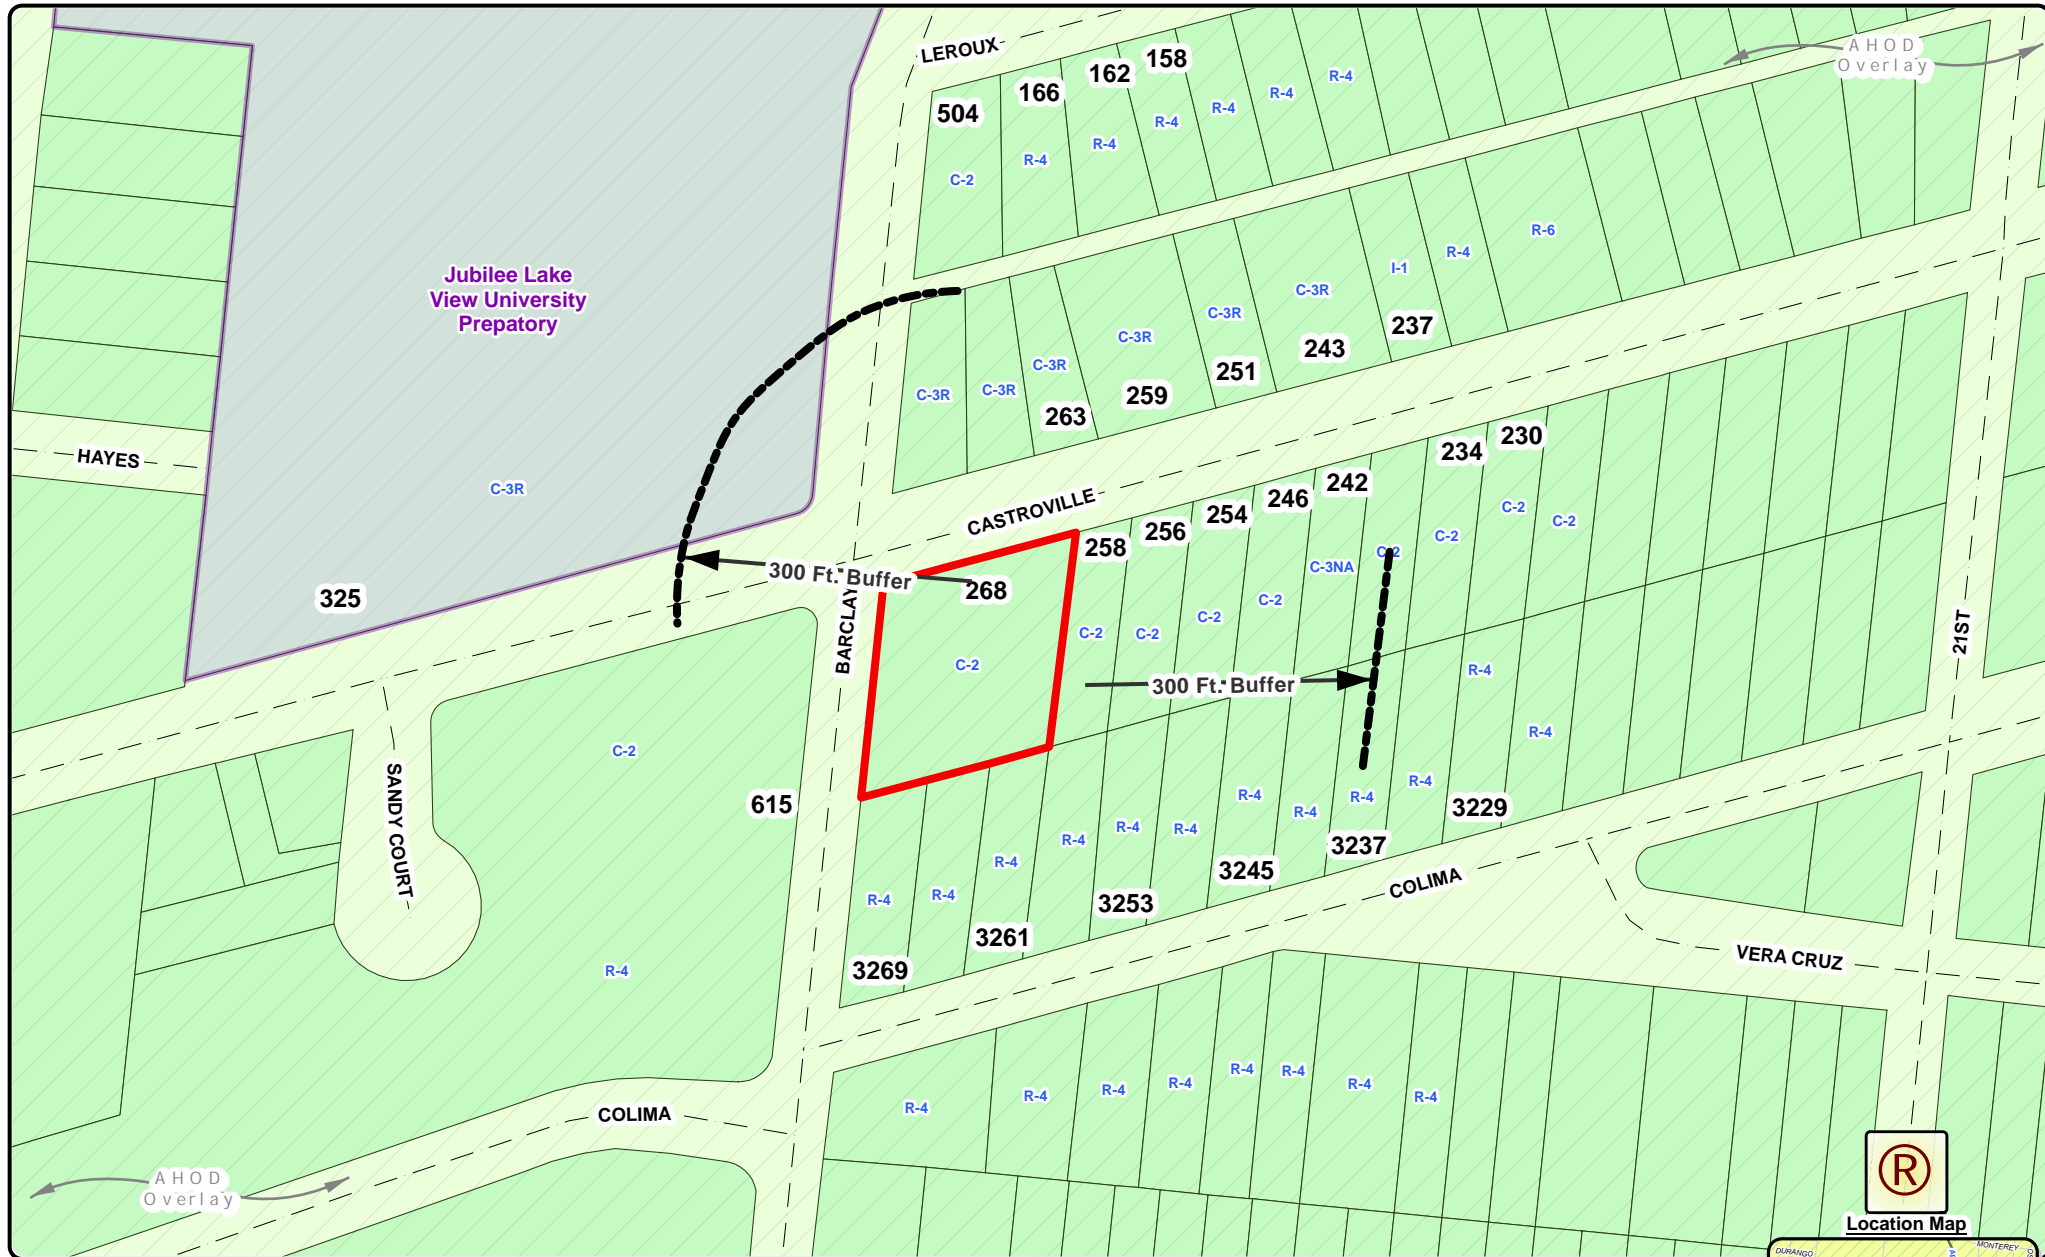 LEROUX
AHOD
Overlay
504
166
162
158
C-2
R-4
R-4
R-4
R-4
R-4
R-4
Jubilee Lake
View University
Prepatory
C-3R
325
HAYES
C-3R
C-3R
C-3R
C-3R
C-3R
C-3R
I-1
R-4
R-6
263
259
251
243
237
CASTROVILLE
BARCLAY
300 Ft. Buffer
268
C-2
258
256
254
246
242
234
230
C-2
C-2
C-2
C-2
C-3NA
C-2
C-2
C-2
C-2
300 Ft. Buffer
R-4
R-4
21ST
SANDY COURT
C-2
615
R-4
R-4
R-4
R-4
R-4
R-4
R-4
R-4
R-4
R-4
R-4
R-4
3269
3261
3253
3245
3237
3229
COLIMA
VERA CRUZ
R-4
R-4
R-4
R-4
R-4
R-4
R-4
R-4
COLIMA
AHOD
Overlay
R
Location Map
DURANGO
MONTEREY